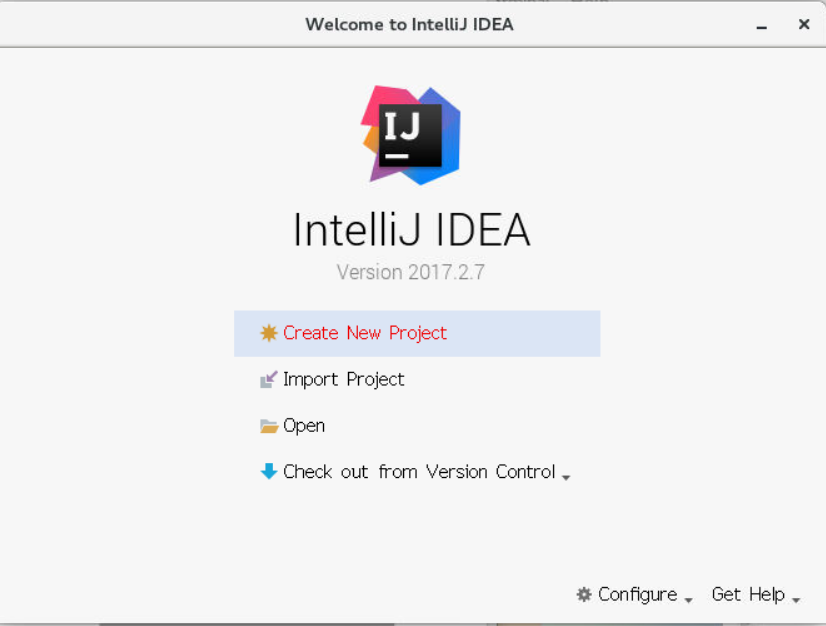 Welcome to IntelliJ IDEA
IJ
IntelliJ IDEA
Version 2017.2.7
Create New Project
Import Project
Open
Check out from Version Control
Configure
Get Help